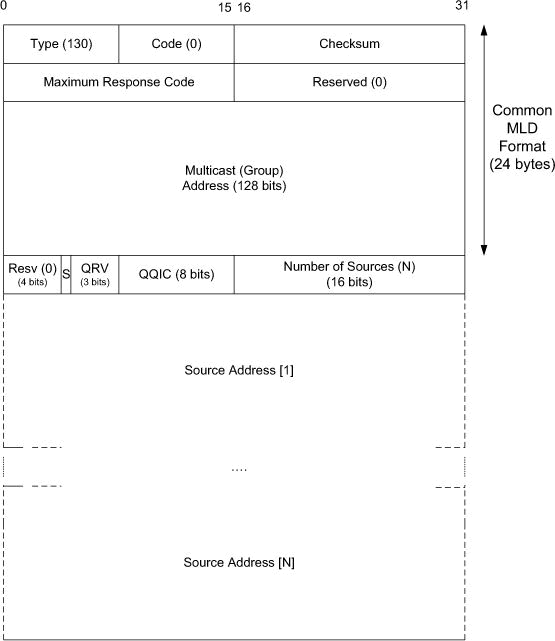 0 15 16 31
Type (130) Code (0) Checksum
Maximum Response Code Reserved (0)
Common
MLD
Format
(24 bytes)
Multicast (Group)
Address (128 bits)
Resv (0)
(4 bits)
S
QRV
(3 bits)
QQIC (8 bits)
Number of Sources (N)
(16 bits)
Source Address [1]
....
Source Address [N]